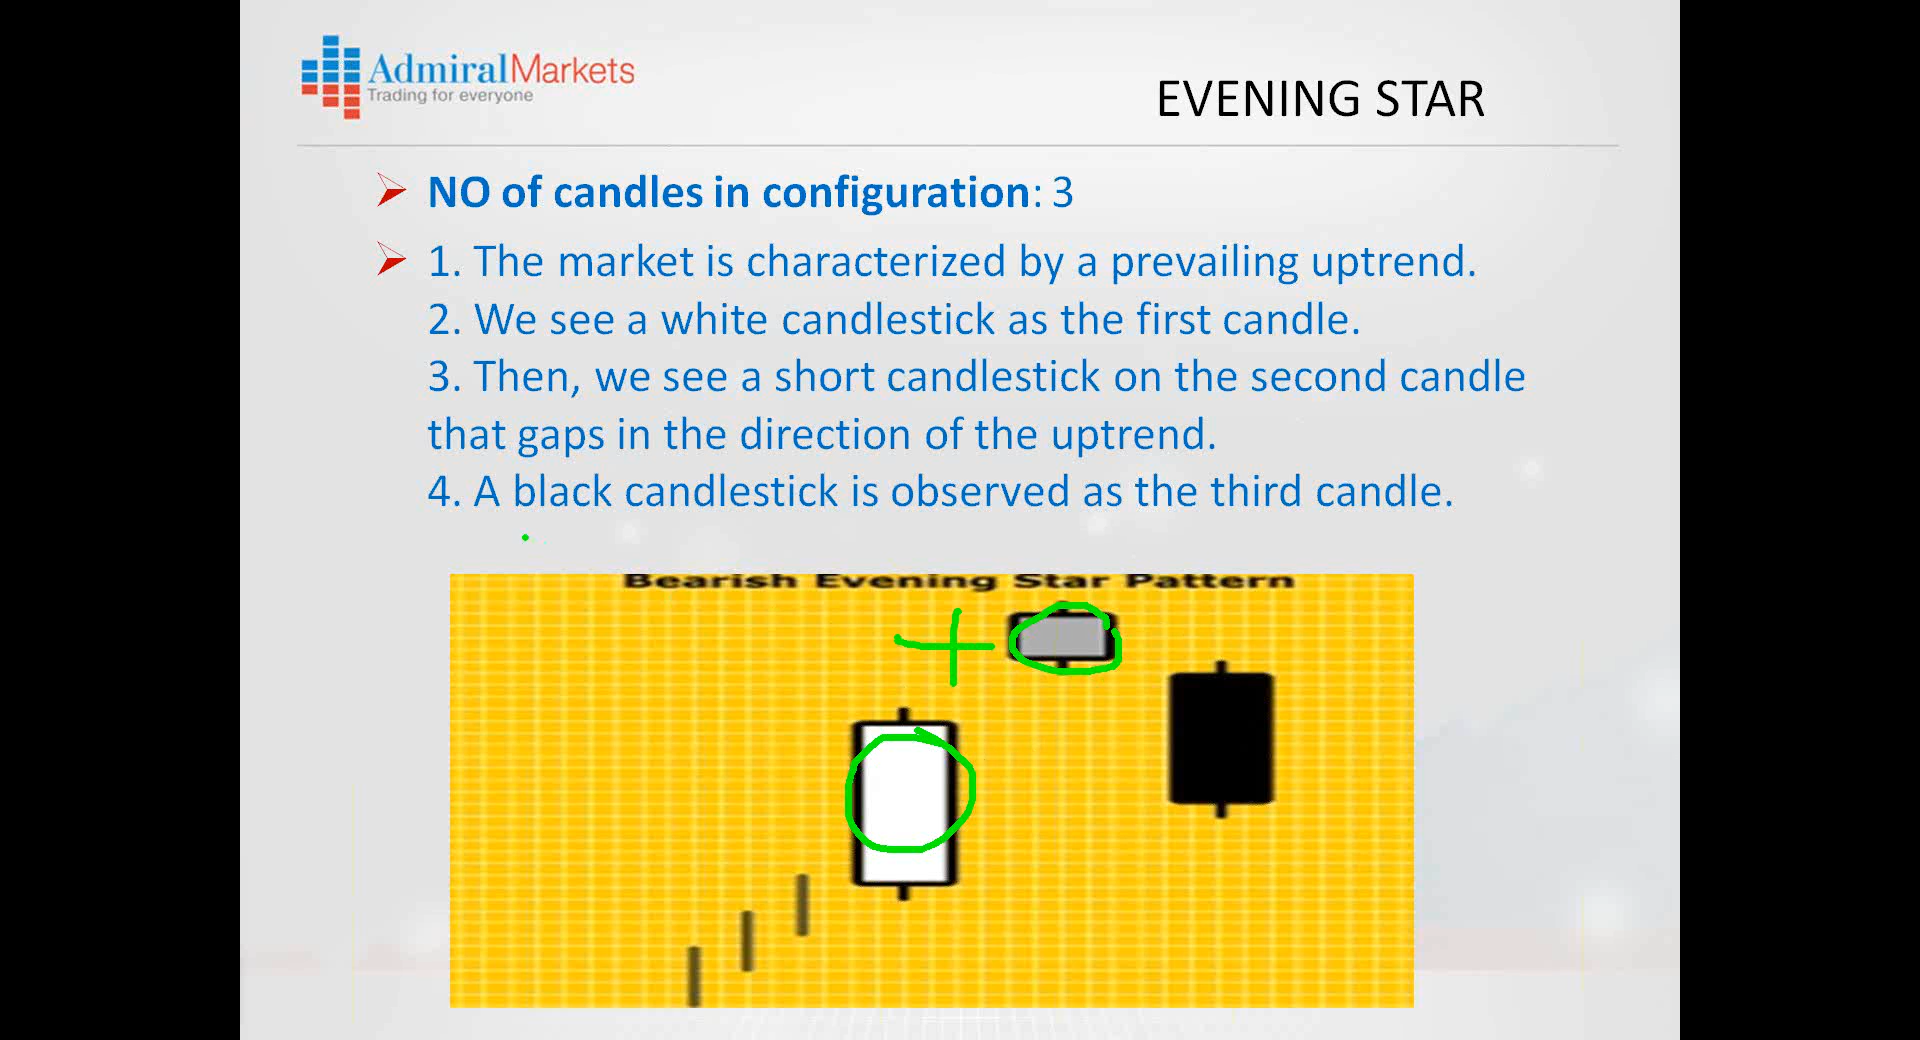 AdmiralMarkets
Trading for everyone
EVENING STAR
NO of candles in configuration: 3
1. The market is characterized by a prevailing uptrend.
2. We see a white candlestick as the first candle.
3. Then, we see a short candlestick on the second candle
that gaps in the direction of the uptrend.
4. A black candlestick is observed as the third candle.
Bearish Evening Star Pattern